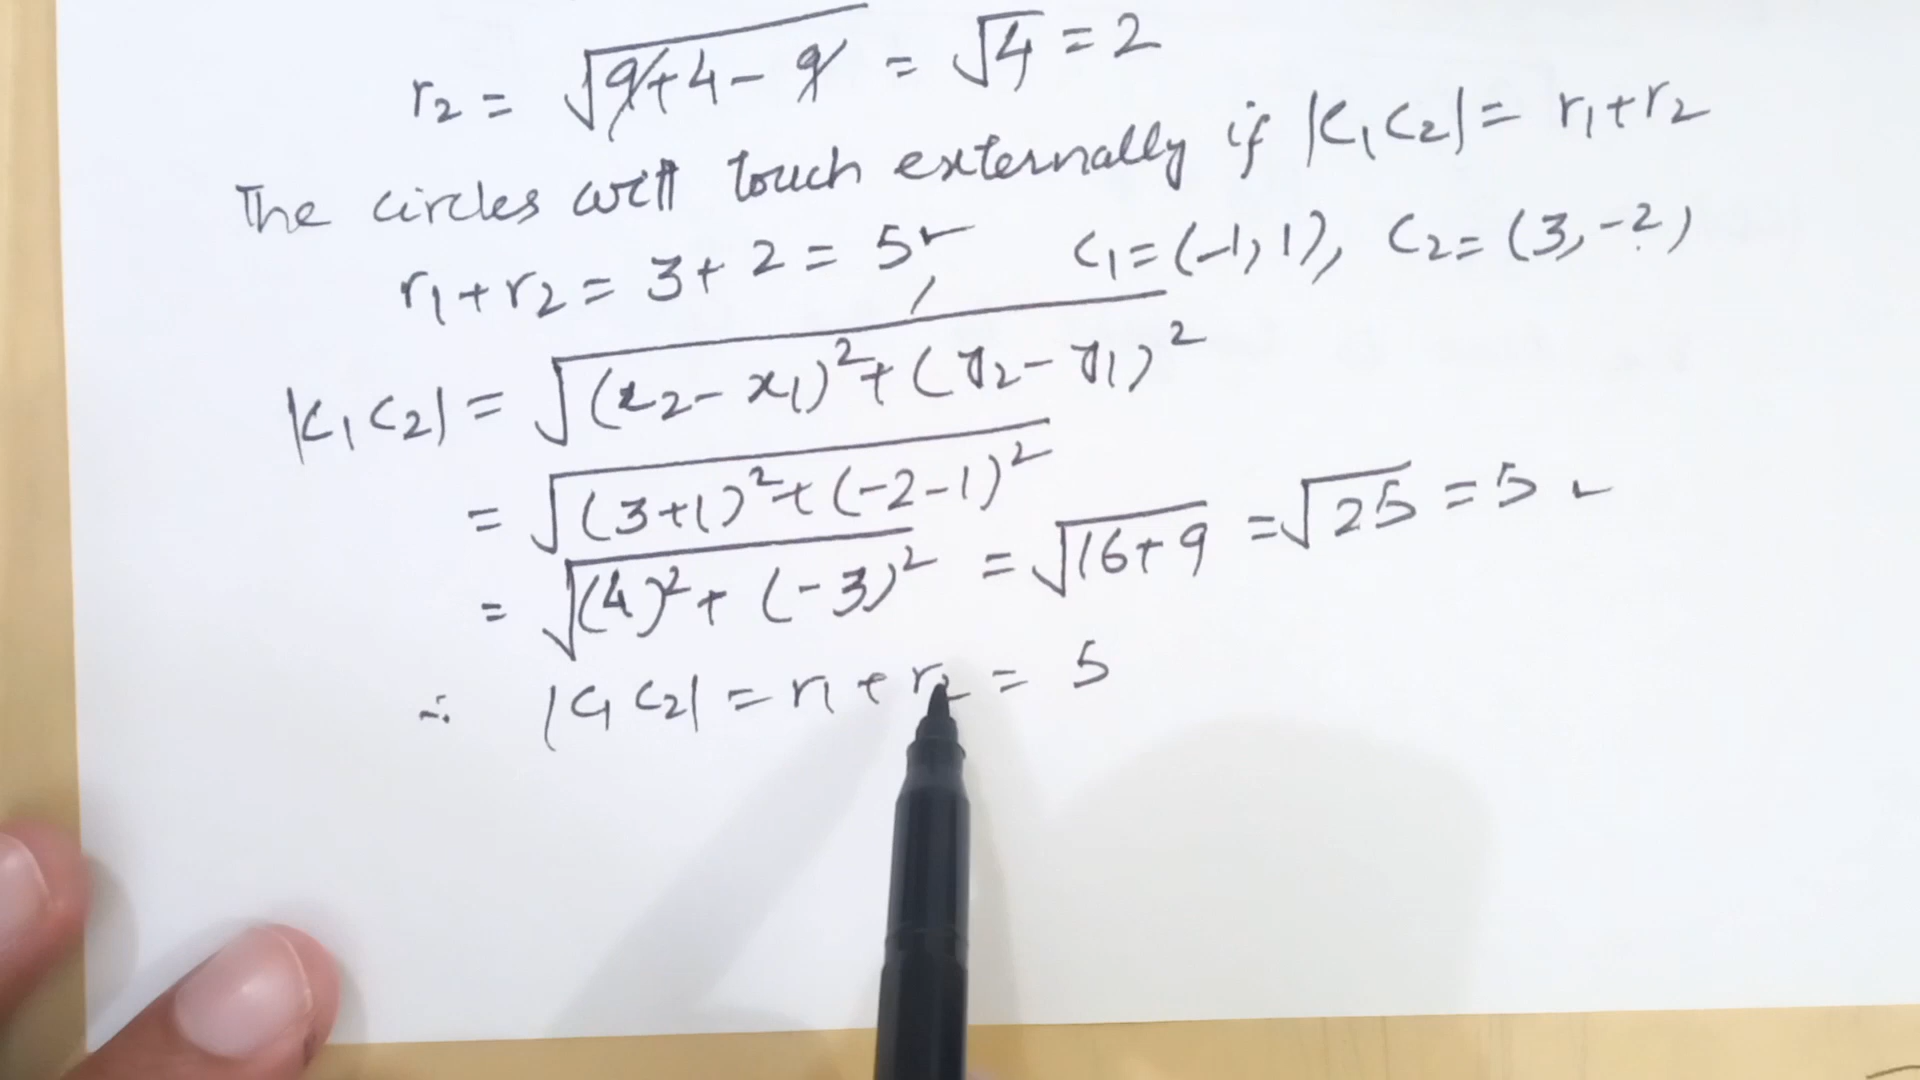 r₂ = √(9+4-9) = √4 = 2
The circles will touch externally if |C₁C₂| = r₁+r₂
r₁+r₂ = 3+2 = 5✓ C₁=(-1,1), C₂=(3,-2)
|C₁C₂| = √((x₂-x₁)²+(y₂-y₁)²)
= √((3+1)²+(-2-1)²)
= √((4)²+(-3)²) = √(16+9) = √25 = 5 ✓
∴ |C₁C₂| = r₁+r₂ = 5